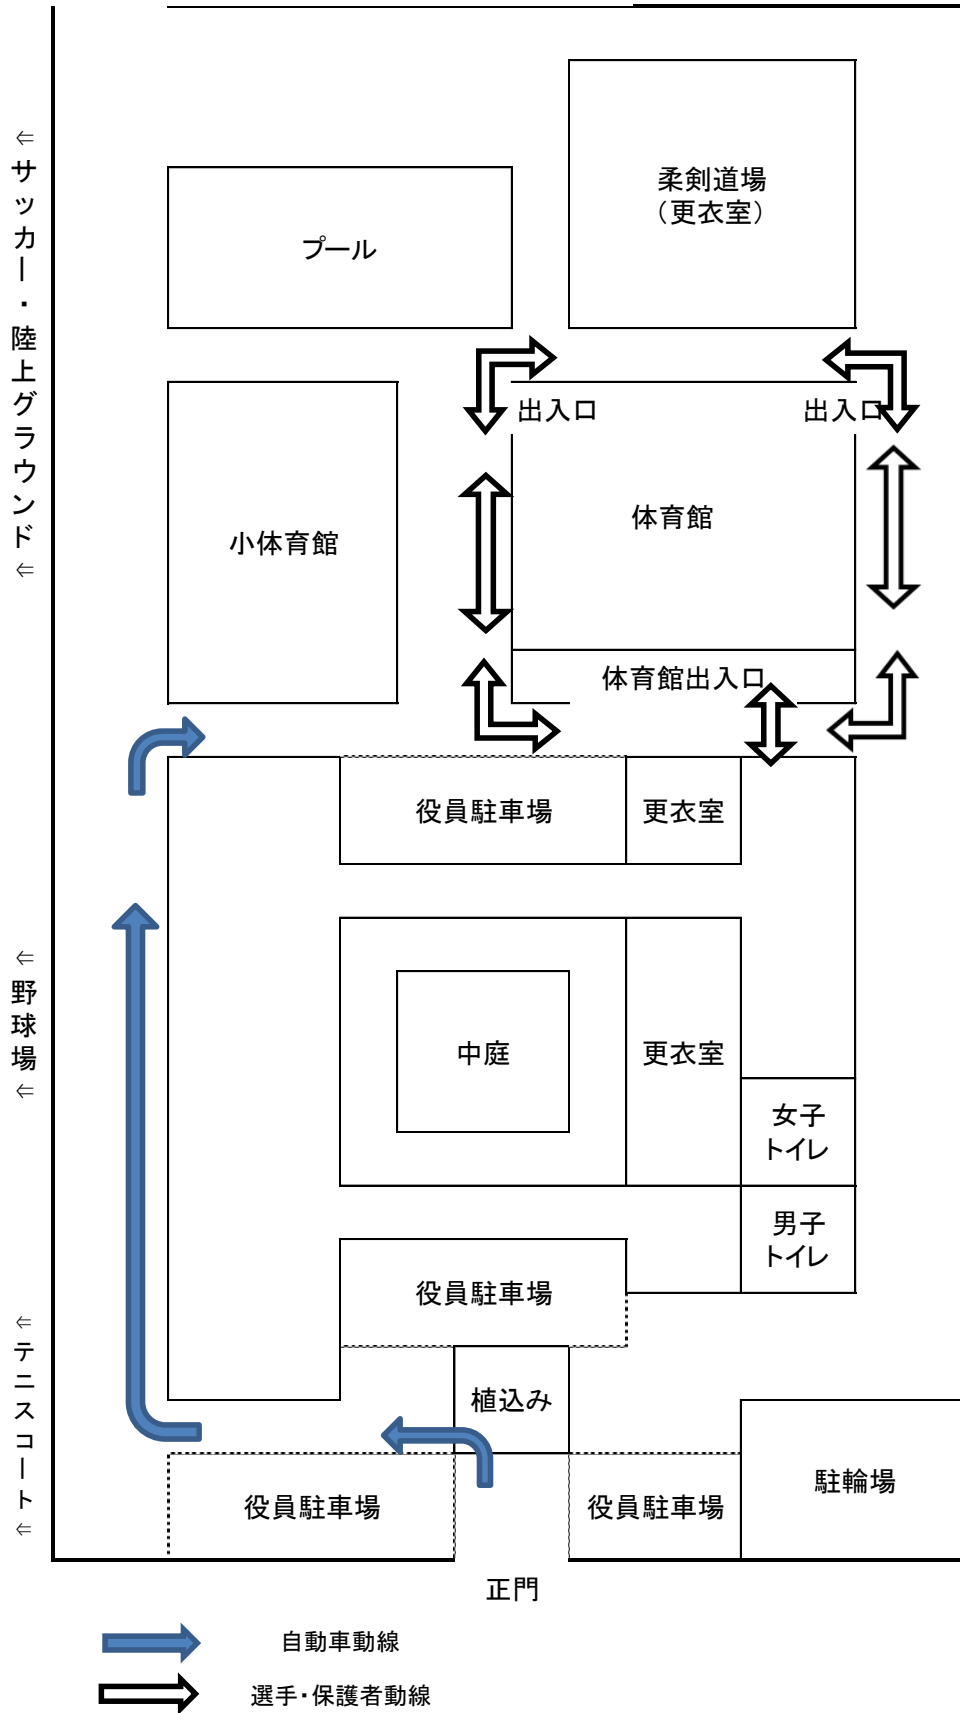 柔剣道場
（更衣室）
プール
⇐サッカー・陸上グラウンド⇐
出入口
出入口
体育館
小体育館
体育館出入口
役員駐車場
更衣室
⇐野球場⇐
中庭
更衣室
女子
トイレ
男子
トイレ
役員駐車場
⇐テニスコート⇐
植込み
役員駐車場
役員駐車場
駐輪場
正門
自動車動線
選手・保護者動線